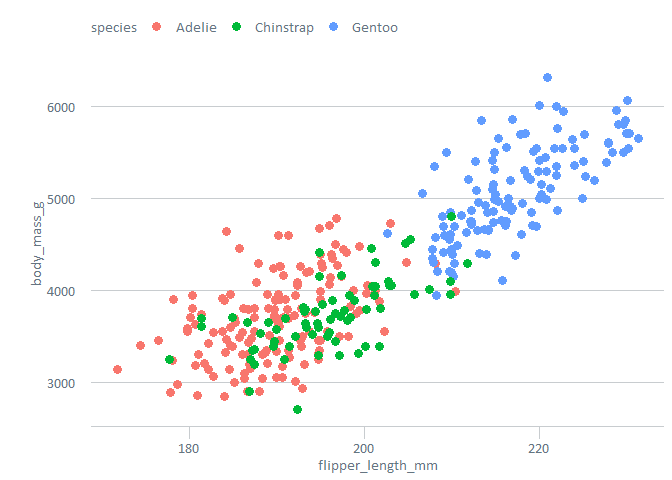 species Adelie Chinstrap Gentoo
6000
5000
body_mass_g
4000
3000
180 200 220
flipper_length_mm